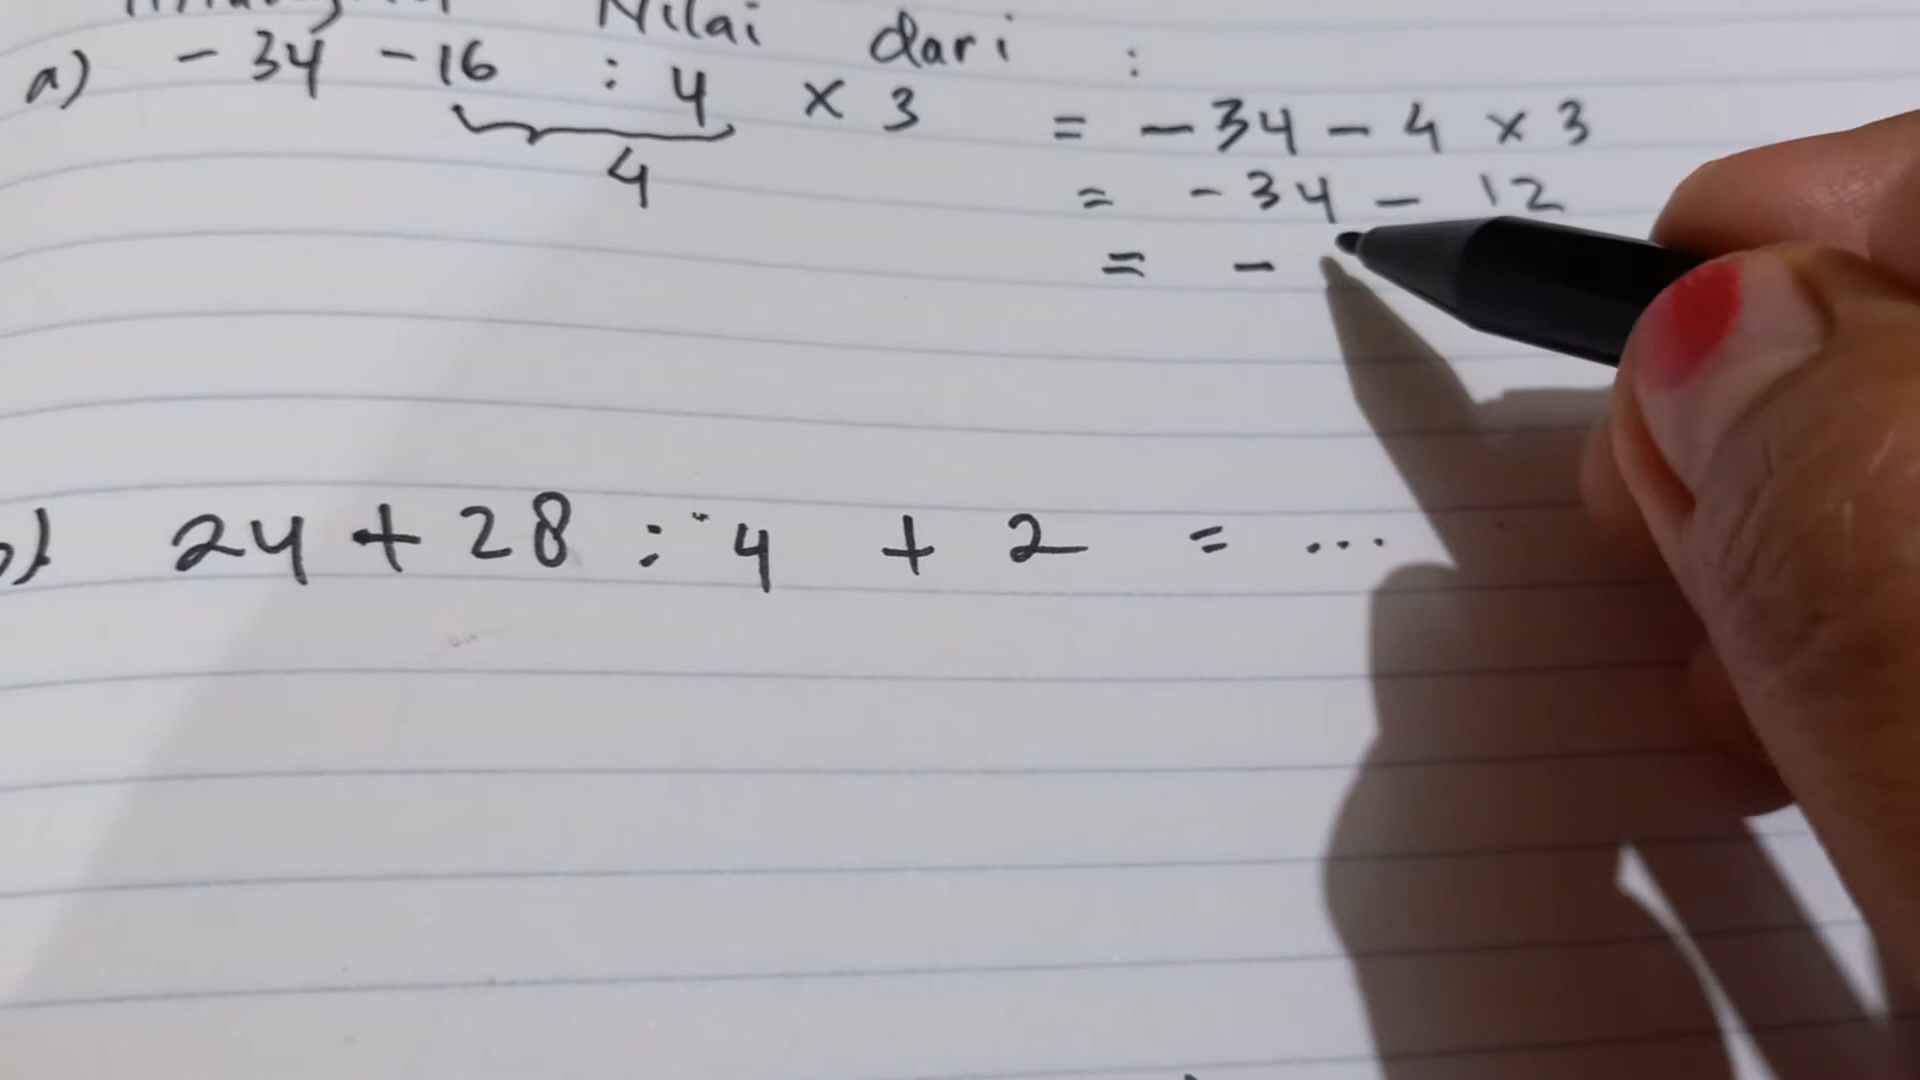 Nilai dari :
a) - 34 - 16 : 4 x 3 = - 34 - 4 x 3
4
= - 34 - 12
= -
b) 24 + 28 : 4 + 2 = ...